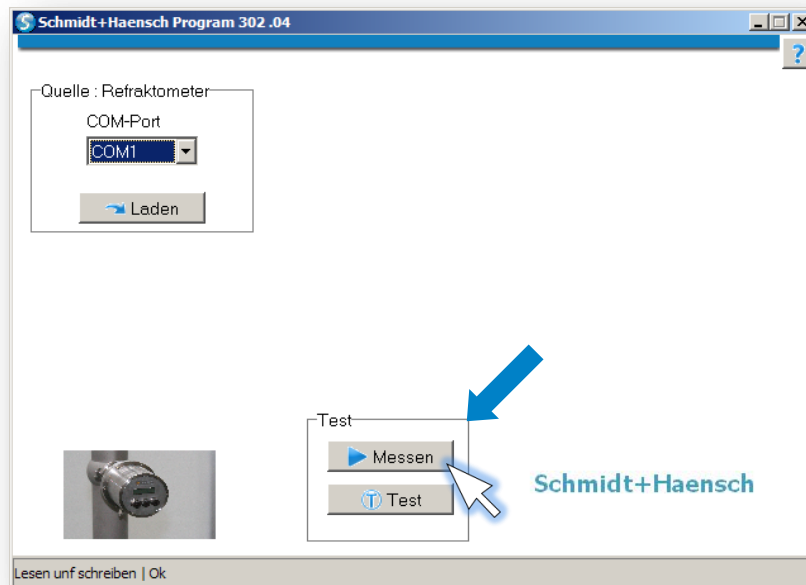 Schmidt+Haensch Program 302 .04
?
Quelle : Refraktometer
COM-Port
COM1
Laden
Test
Messen
T Test
Schmidt+Haensch
Lesen unf schreiben | Ok